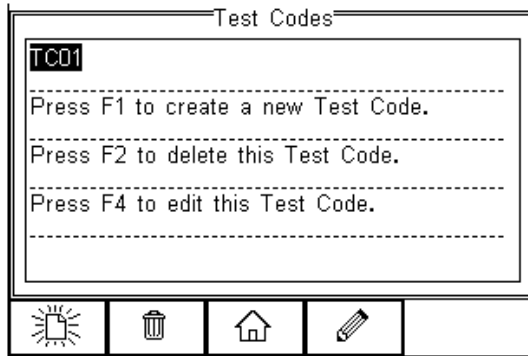 Test Codes
TC01
Press F1 to create a new Test Code.
Press F2 to delete this Test Code.
Press F4 to edit this Test Code.